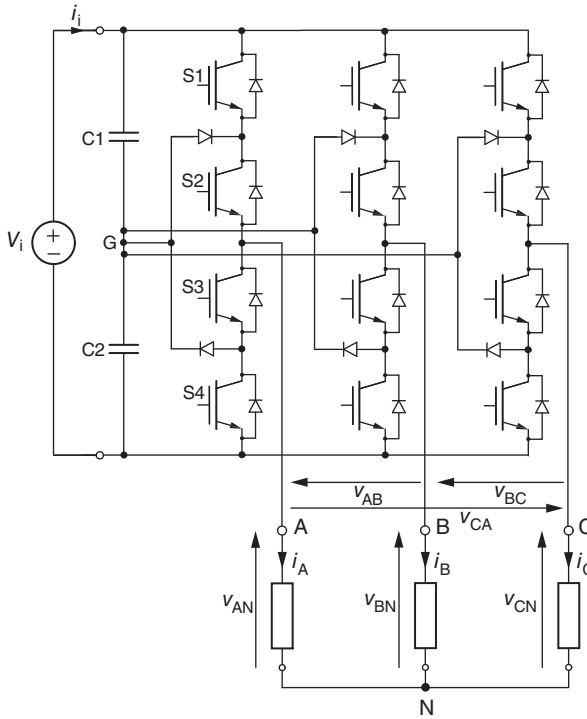 i_i
S1
C1
S2
V_i
+
−
G
S3
C2
S4
v_AB
v_BC
v_CA
A
B
C
i_A
i_B
i_C
v_AN
v_BN
v_CN
N